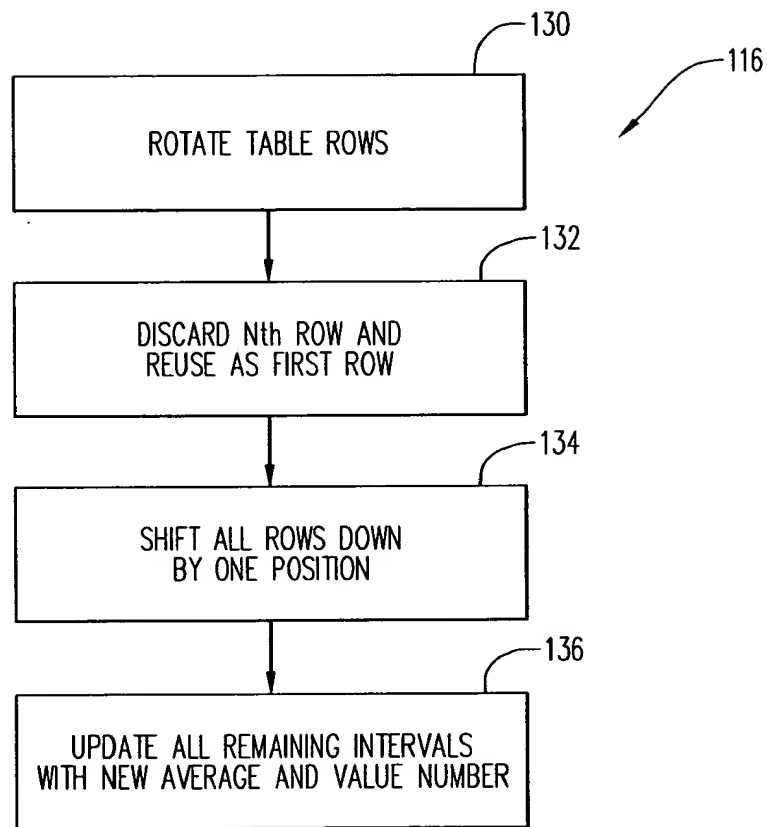 130
116
ROTATE TABLE ROWS
132
DISCARD Nth ROW AND
REUSE AS FIRST ROW
134
SHIFT ALL ROWS DOWN
BY ONE POSITION
136
UPDATE ALL REMAINING INTERVALS
WITH NEW AVERAGE AND VALUE NUMBER